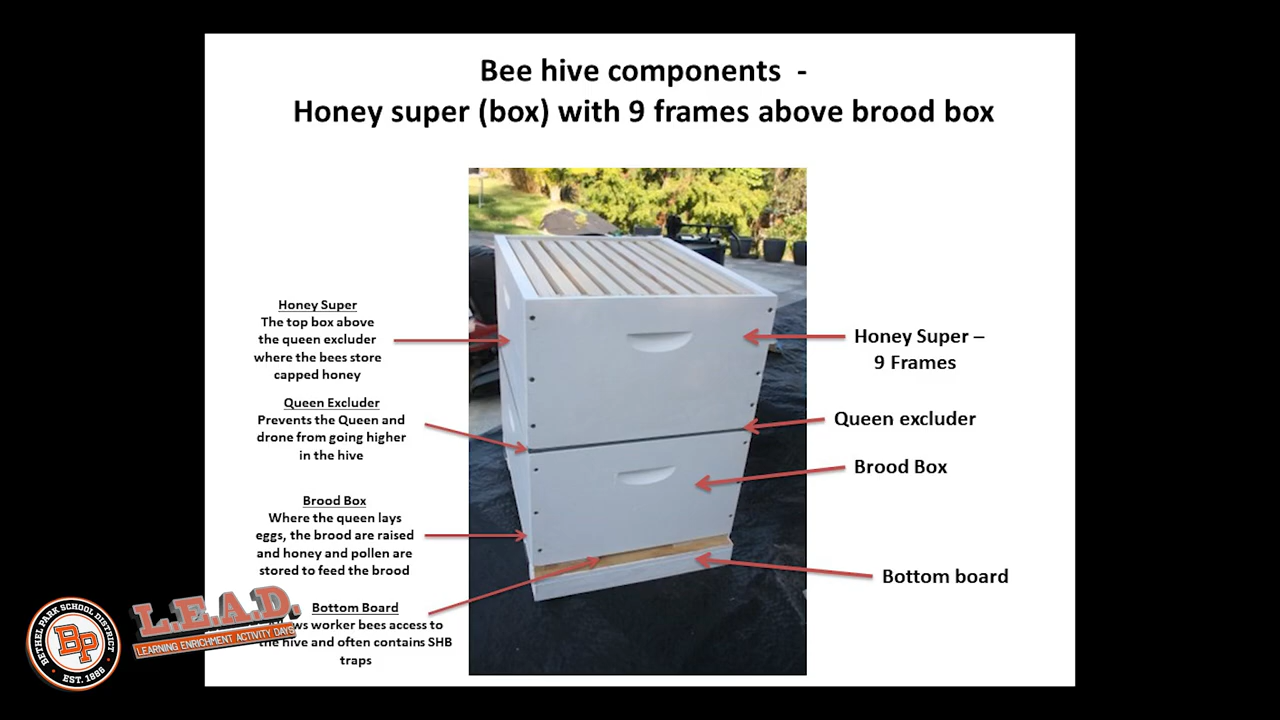 Bee hive components -
Honey super (box) with 9 frames above brood box
Honey Super
The top box above
the queen excluder
where the bees store
capped honey
Queen Excluder
Prevents the Queen and
drone from going higher
in the hive
Brood Box
Where the queen lays
eggs, the brood are raised
and honey and pollen are
stored to feed the brood
Bottom Board
worker bees access to
hive and often contains SHB
traps
Honey Super –
9 Frames
Queen excluder
Brood Box
Bottom board
BETHEL PARK SCHOOL DISTRICT
BP
EST. 1886
L.E.A.D.
LEARNING ENRICHMENT ACTIVITY DAYS